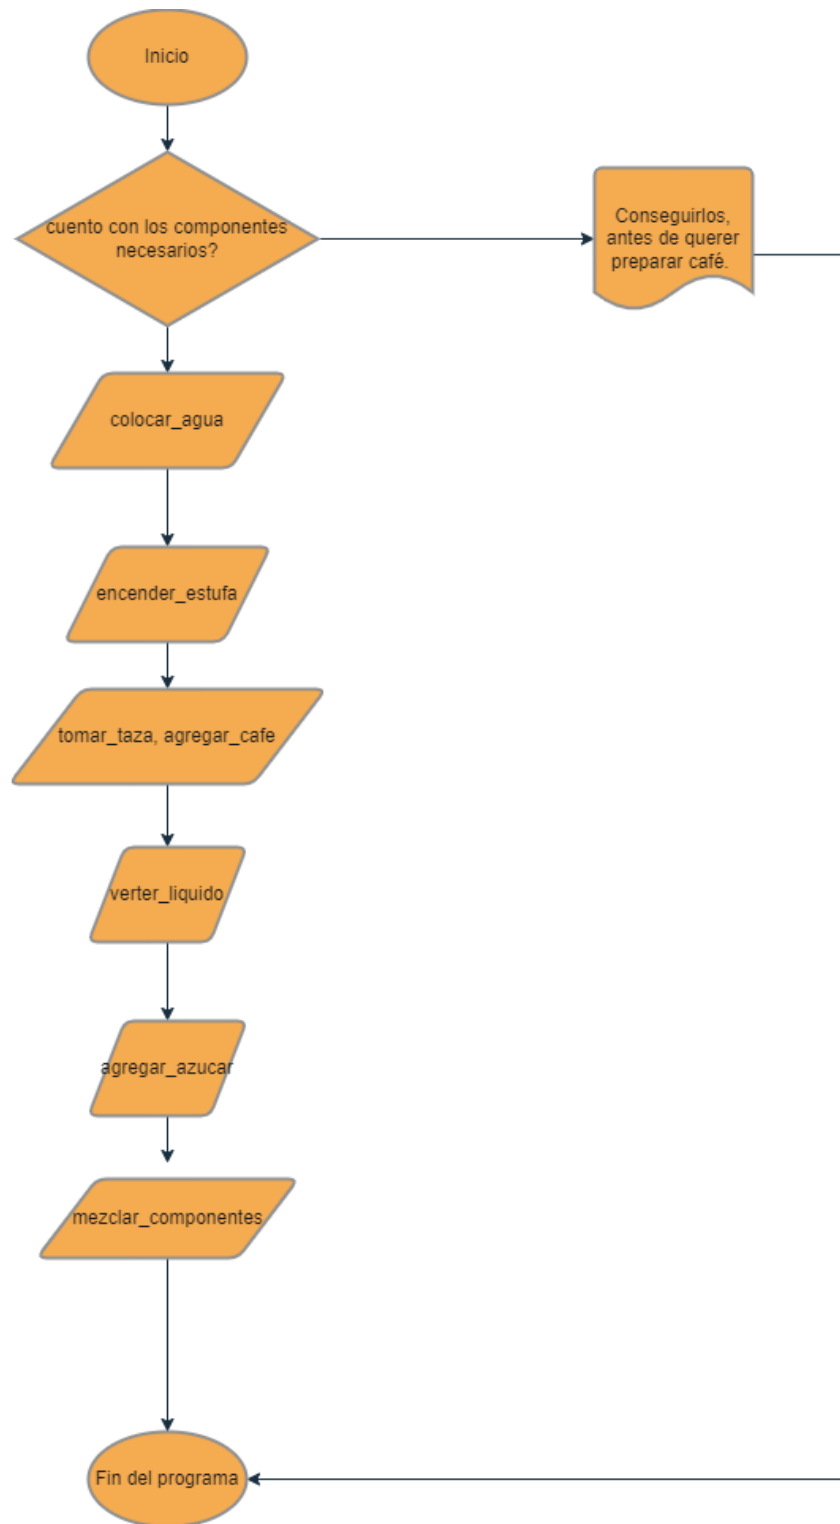 Inicio
cuento con los componentes
necesarios?
Conseguirlos,
antes de querer
preparar café.
colocar_agua
encender_estufa
tomar_taza, agregar_cafe
verter_liquido
agregar_azucar
mezclar_componentes
Fin del programa